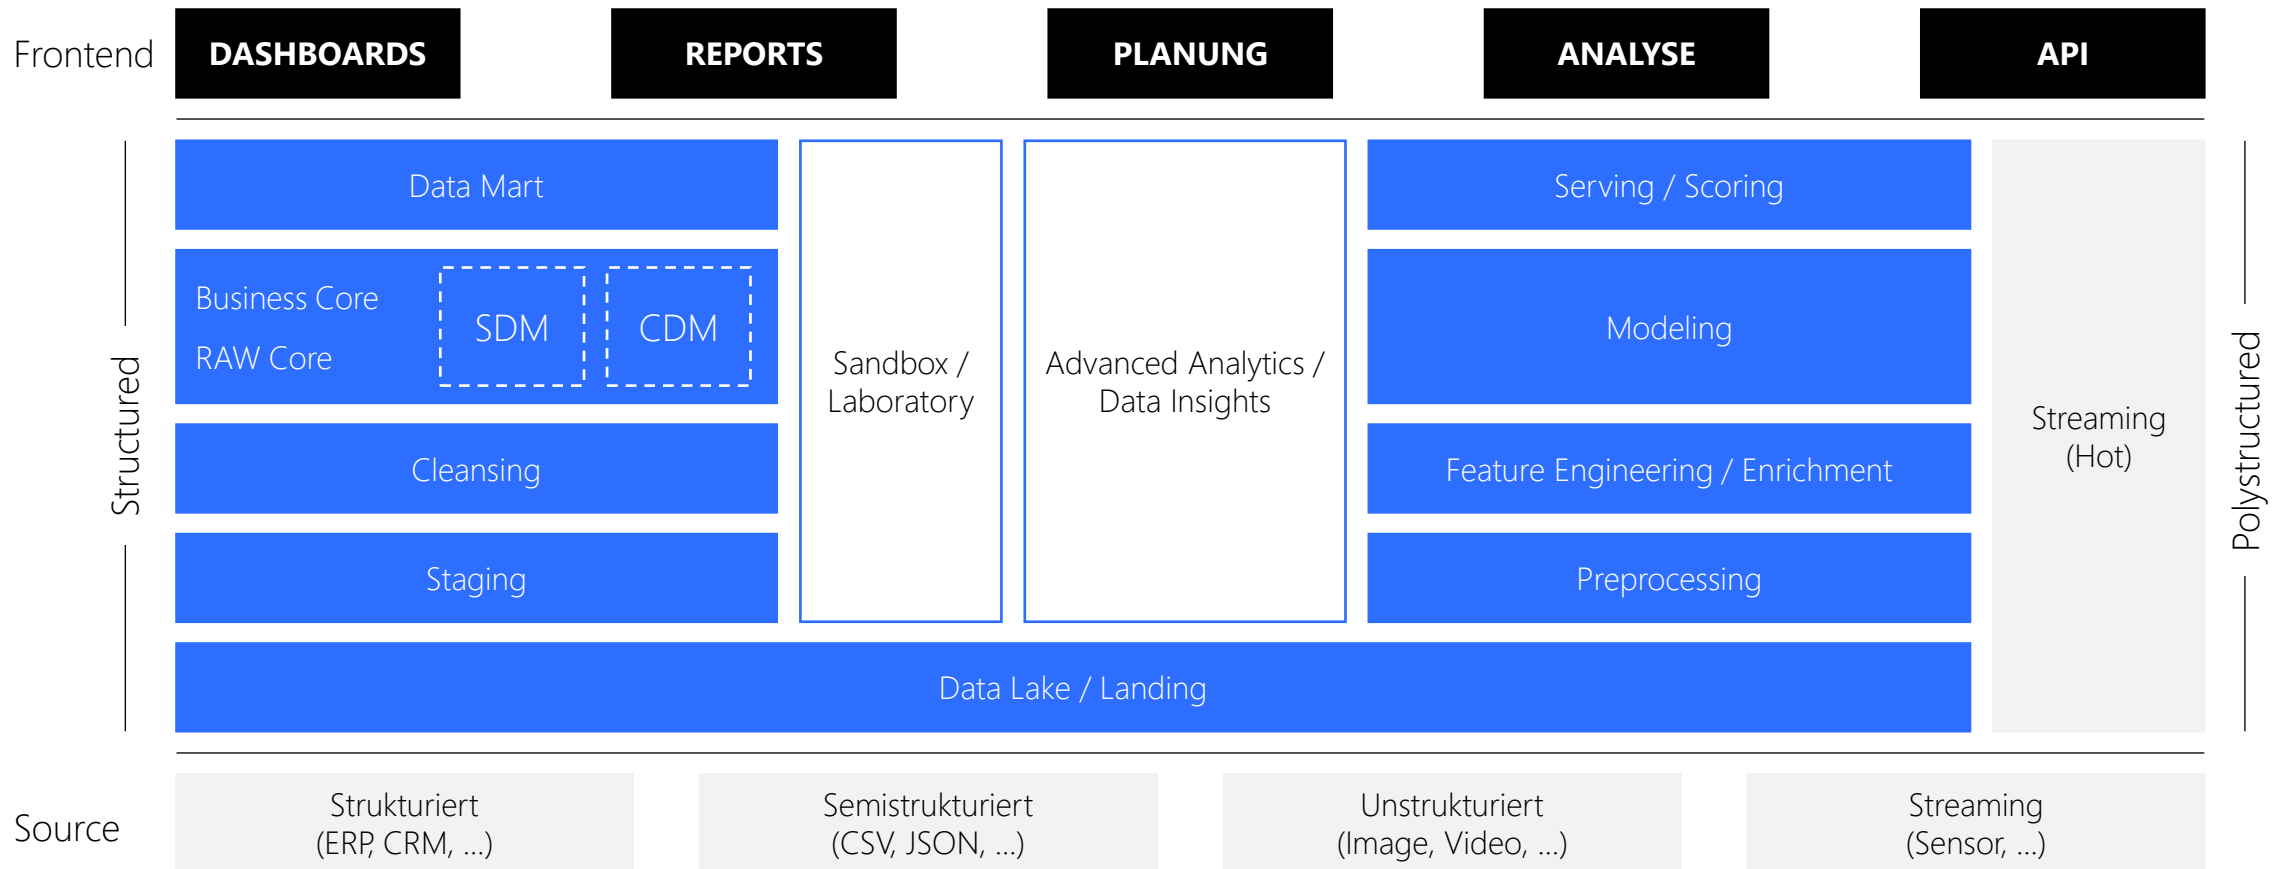 Frontend
DASHBOARDS
REPORTS
PLANUNG
ANALYSE
API
Structured
Data Mart
Business Core
RAW Core
SDM
CDM
Cleansing
Staging
Sandbox /
Laboratory
Advanced Analytics /
Data Insights
Serving / Scoring
Modeling
Feature Engineering / Enrichment
Preprocessing
Streaming
(Hot)
Polystructured
Data Lake / Landing
Source
Strukturiert
(ERP, CRM, ...)
Semistrukturiert
(CSV, JSON, ...)
Unstrukturiert
(Image, Video, ...)
Streaming
(Sensor, ...)